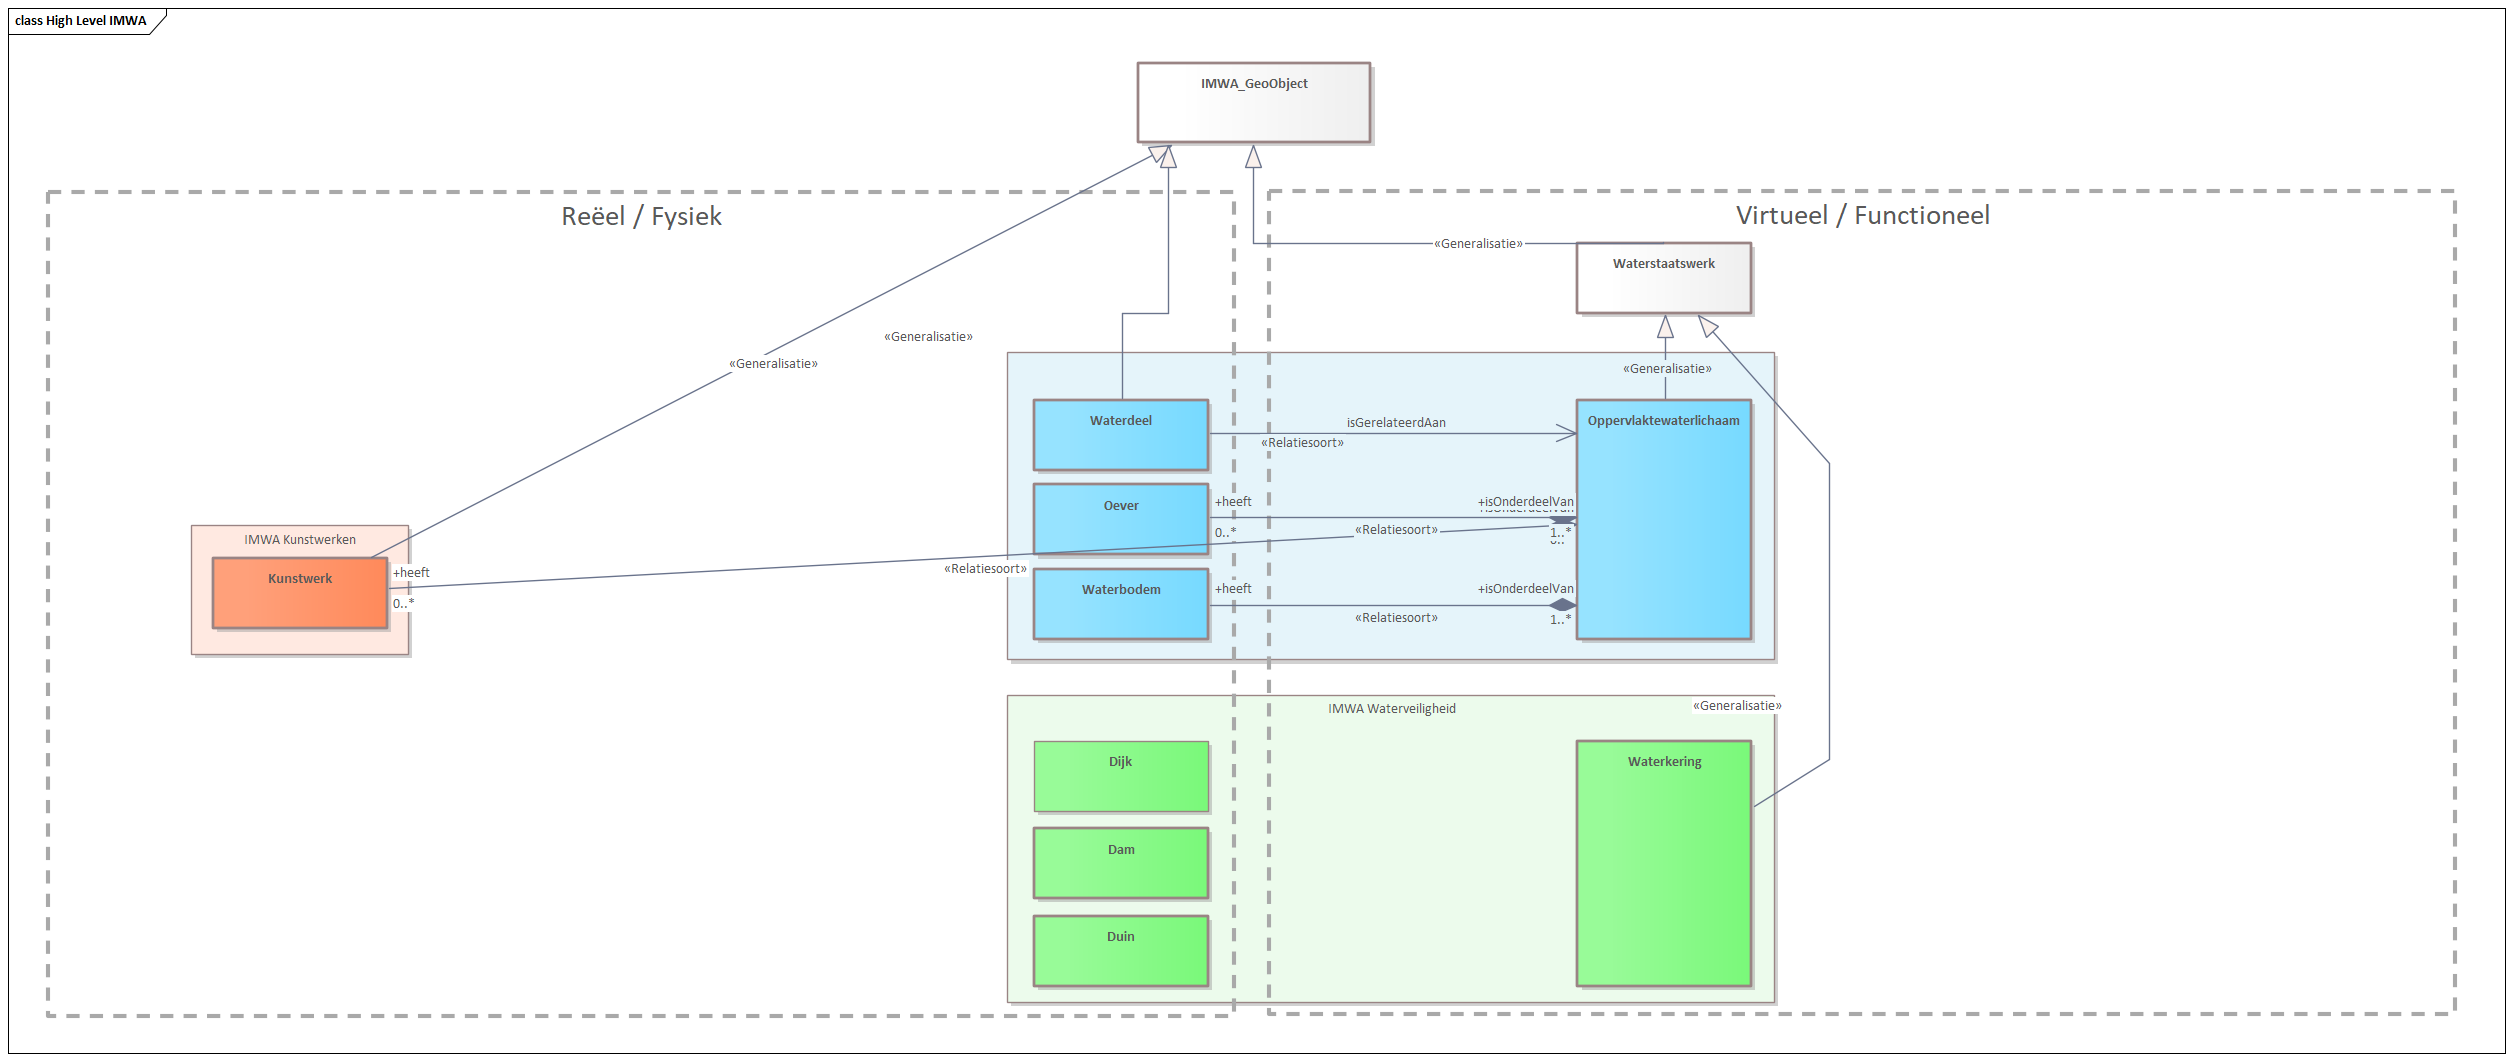 class High Level IMWA
IMWA_GeoObject
Reëel / Fysiek
Virtueel / Functioneel
«Generalisatie»
Waterstaatswerk
«Generalisatie»
«Generalisatie»
«Generalisatie»
Waterdeel
isGerelateerdAan
«Relatiesoort»
Oppervlaktewaterlichaam
Oever
+heeft
0..*
+isOnderdeelVan
+isOnderdeelVan
«Relatiesoort»
1..*
IMWA Kunstwerken
Kunstwerk
+heeft
0..*
«Relatiesoort»
Waterbodem
+heeft
+isOnderdeelVan
«Relatiesoort»
1..*
IMWA Waterveiligheid
«Generalisatie»
Dijk
Waterkering
Dam
Duin